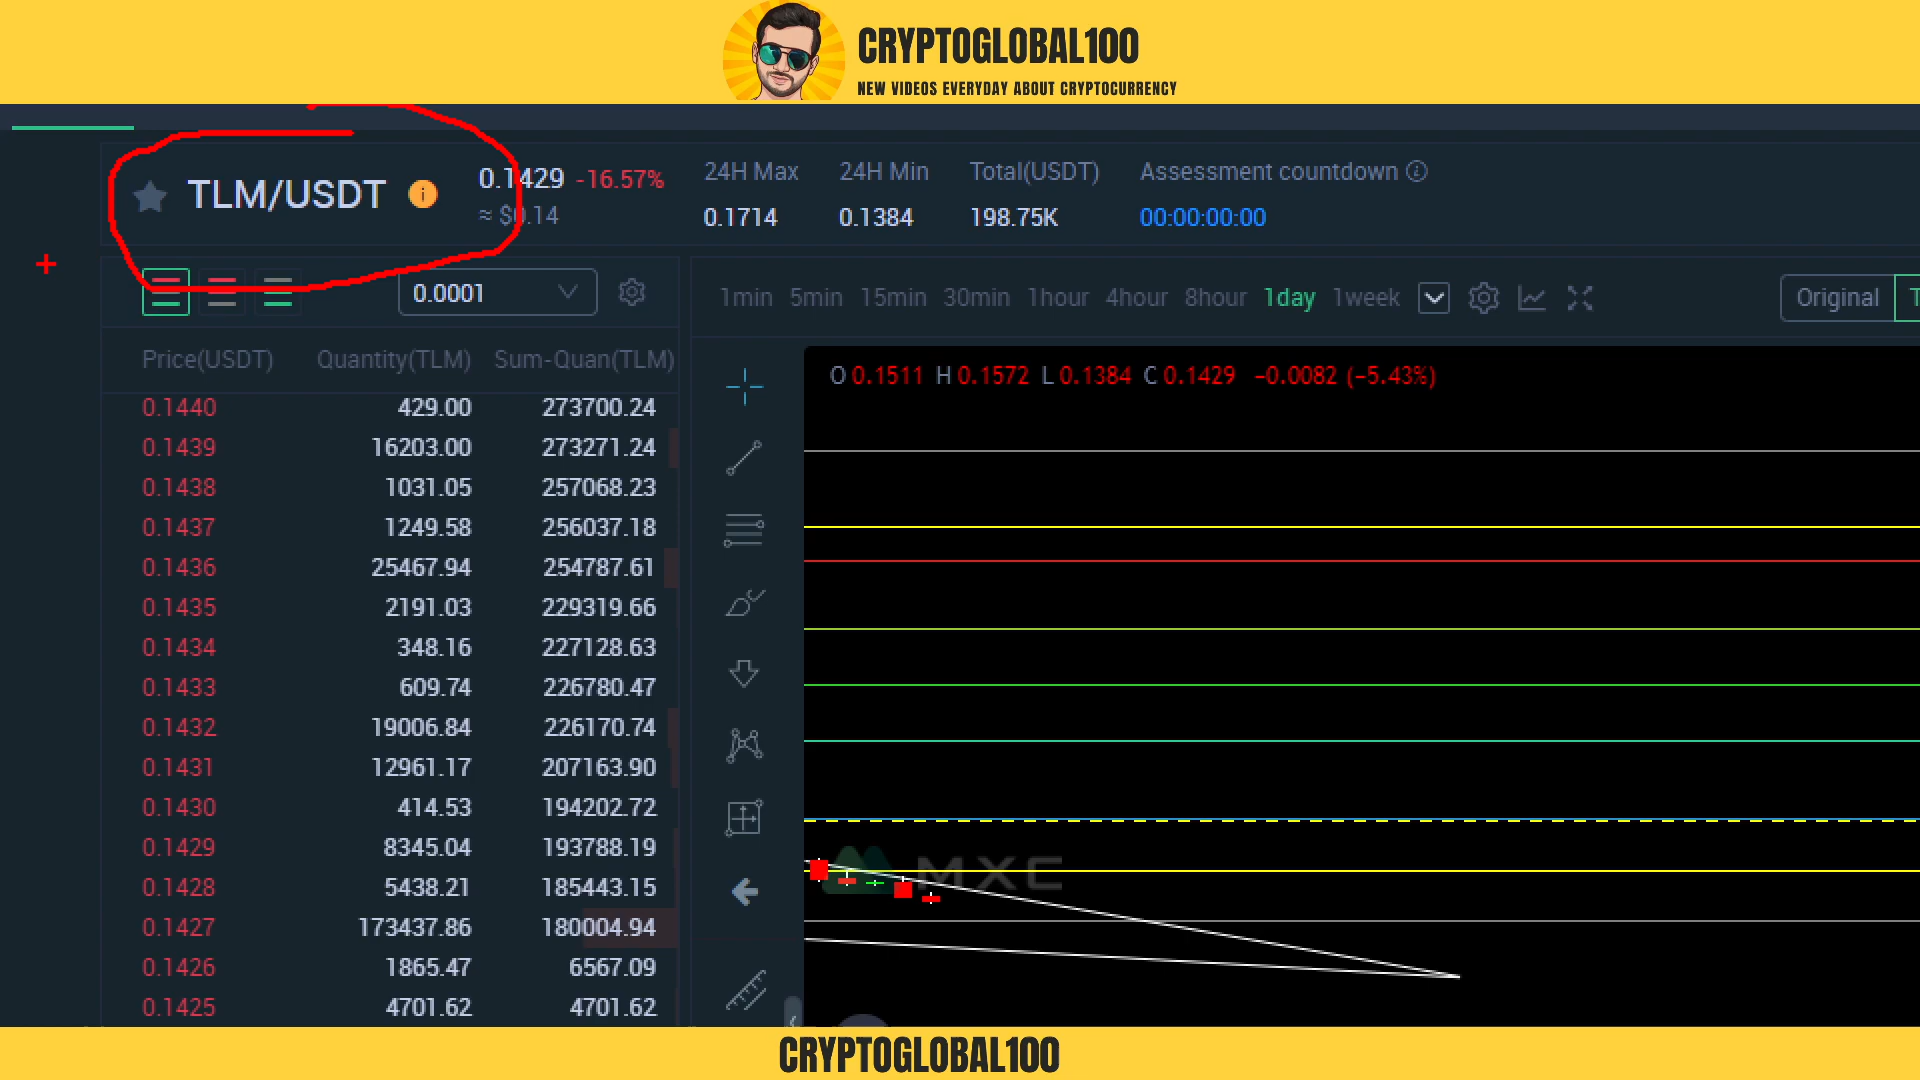 CRYPTOGLOBAL100
NEW VIDEOS EVERYDAY ABOUT CRYPTOCURRENCY
TLM/USDT
0.1429 -16.57%
≈ $0.14
24H Max 24H Min Total(USDT) Assessment countdown
0.1714 0.1384 198.75K 00:00:00:00
0.0001
1min 5min 15min 30min 1hour 4hour 8hour 1day 1week
Original
Price(USDT) Quantity(TLM) Sum-Quan(TLM)
O 0.1511 H 0.1572 L 0.1384 C 0.1429 −0.0082 (−5.43%)
0.1440 429.00 273700.24
0.1439 16203.00 273271.24
0.1438 1031.05 257068.23
0.1437 1249.58 256037.18
0.1436 25467.94 254787.61
0.1435 2191.03 229319.66
0.1434 348.16 227128.63
0.1433 609.74 226780.47
0.1432 19006.84 226170.74
0.1431 12961.17 207163.90
0.1430 414.53 194202.72
0.1429 8345.04 193788.19
0.1428 5438.21 185443.15
0.1427 173437.86 180004.94
0.1426 1865.47 6567.09
0.1425 4701.62 4701.62
MXC
CRYPTOGLOBAL100